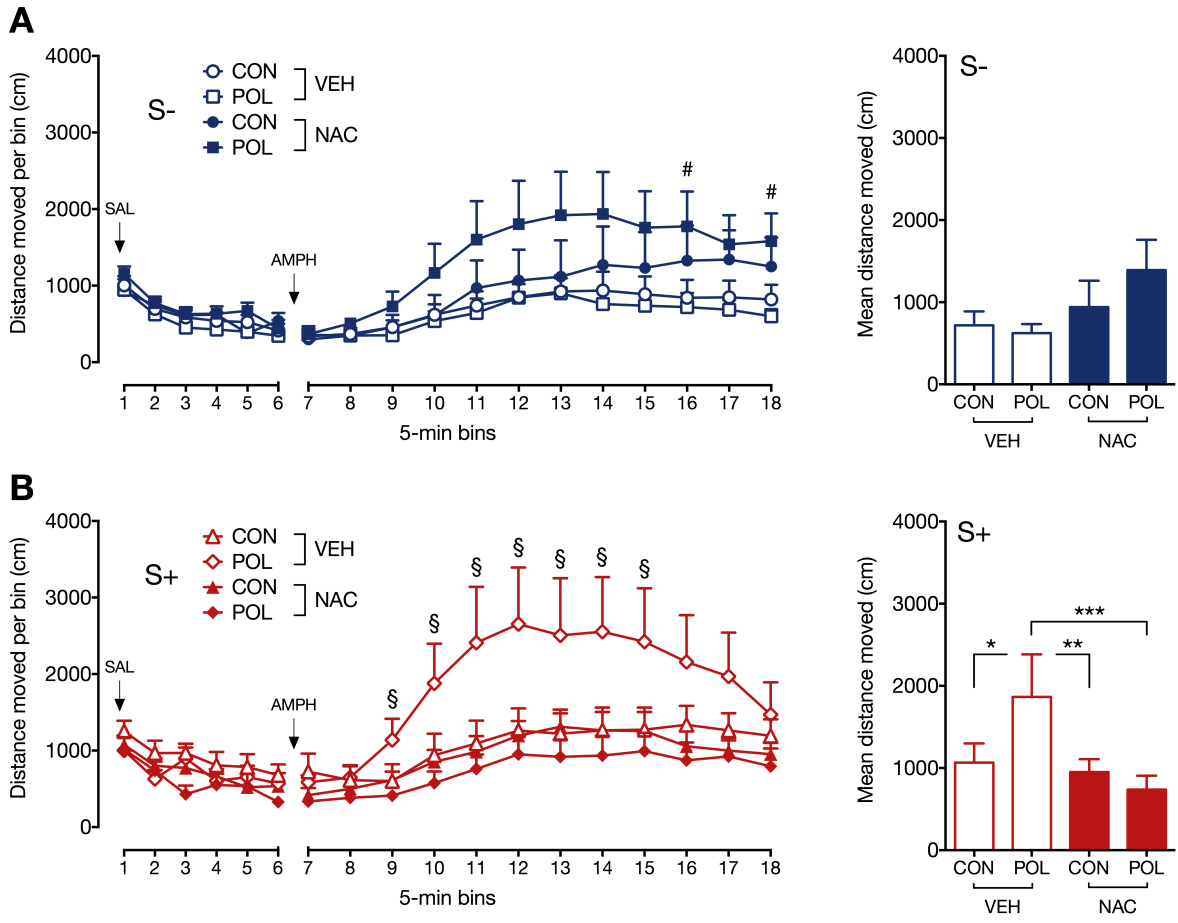 A
Distance moved per bin (cm)
4000
3000
2000
1000
0
S-
CON
POL
VEH
CON
POL
NAC
SAL
AMPH
#
#
1 2 3 4 5 6 7 8 9 10 11 12 13 14 15 16 17 18
5-min bins
Mean distance moved (cm)
4000
3000
2000
1000
0
S-
CON POL CON POL
VEH NAC
B
Distance moved per bin (cm)
4000
3000
2000
1000
0
S+
CON
POL
VEH
CON
POL
NAC
SAL
AMPH
§ § § § § § §
1 2 3 4 5 6 7 8 9 10 11 12 13 14 15 16 17 18
5-min bins
Mean distance moved (cm)
4000
3000
2000
1000
0
S+
***
* **
CON POL CON POL
VEH NAC